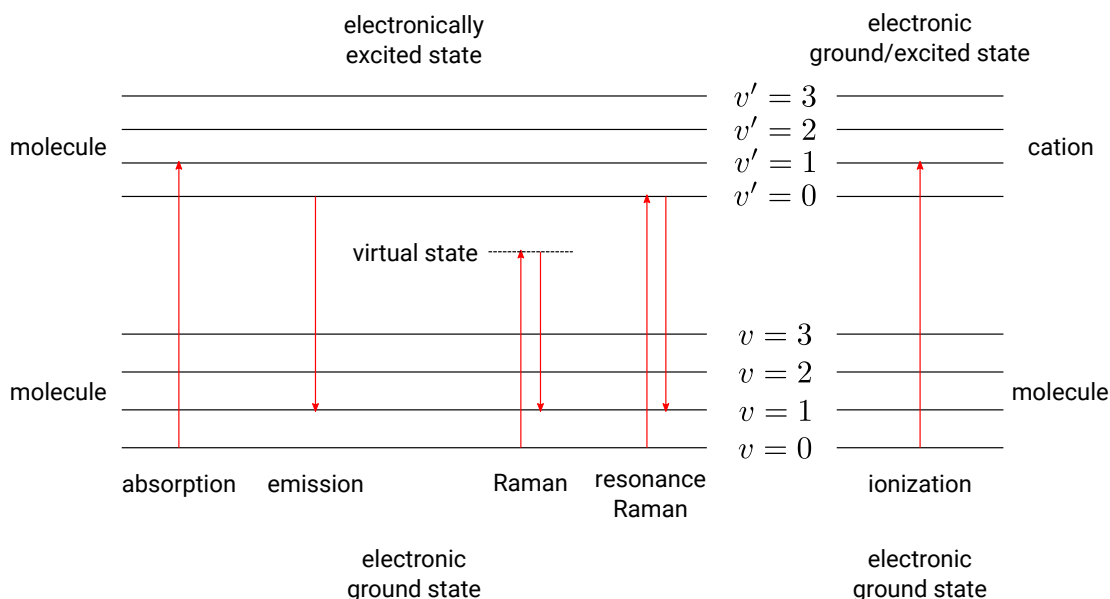 electronically
excited state
electronic
ground/excited state
v′ = 3
v′ = 2
molecule
v′ = 1
cation
v′ = 0
virtual state
v = 3
v = 2
molecule
v = 1
molecule
v = 0
absorption
emission
Raman
resonance
Raman
ionization
electronic
ground state
electronic
ground state